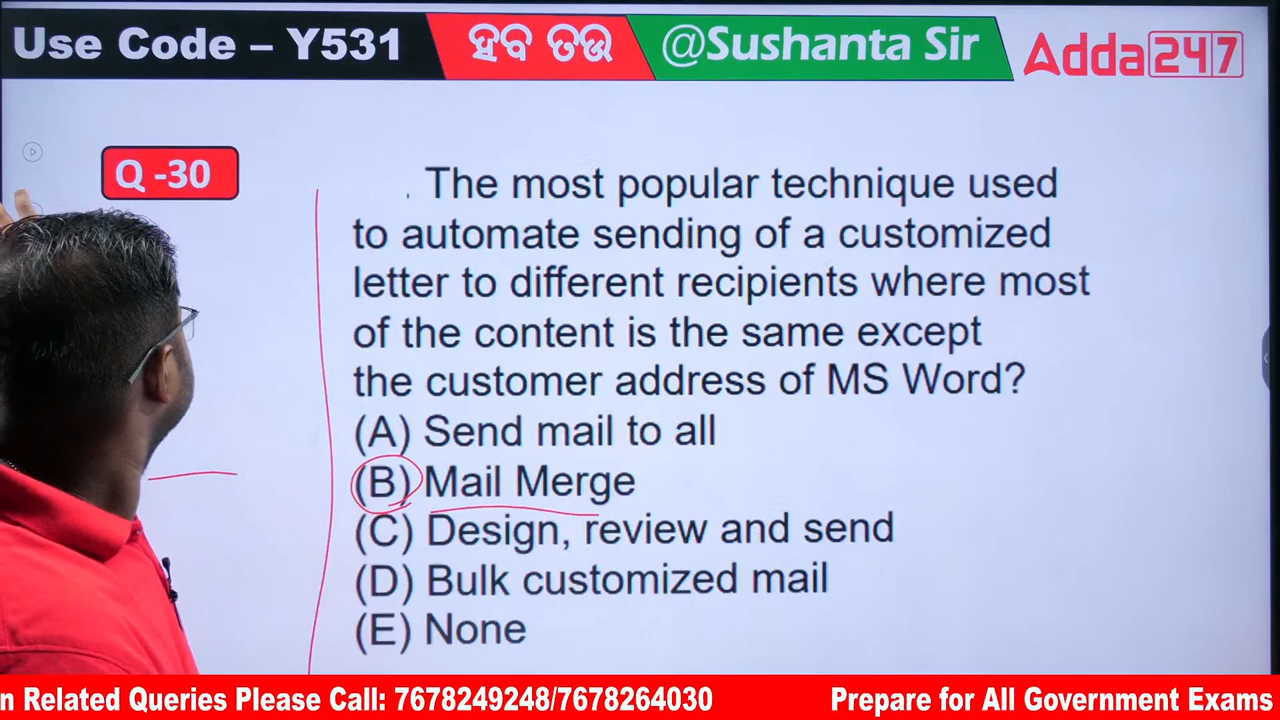 Use Code – Y531
ହବ ତଉ
@Sushanta Sir
Adda247
Q -30
The most popular technique used
to automate sending of a customized
letter to different recipients where most
of the content is the same except
the customer address of MS Word?
(A) Send mail to all
(B) Mail Merge
(C) Design, review and send
(D) Bulk customized mail
(E) None
n Related Queries Please Call: 7678249248/7678264030
Prepare for All Government Exams